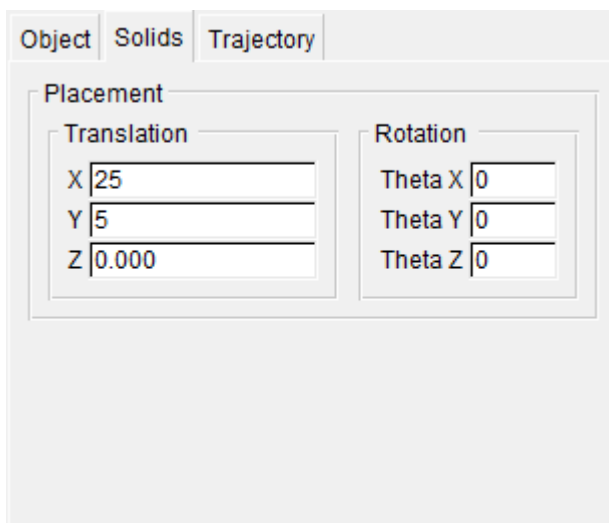 Object Solids Trajectory
Placement
Translation Rotation
X 25 Theta X 0
Y 5 Theta Y 0
Z 0.000 Theta Z 0